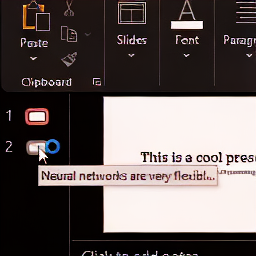 Paste
Slides
Font
Paragr
Clipboard
1
2
This is a cool prese
Neural networks are very flexibl...
Click to add notes